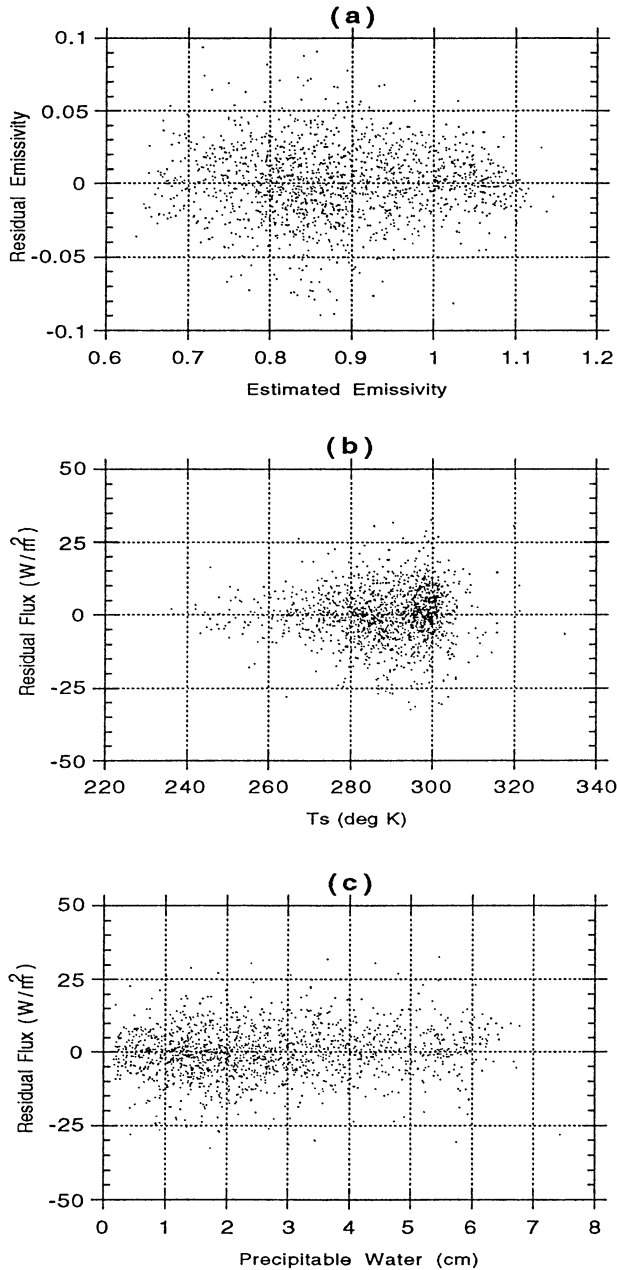 (a)
0.1
0.05
0
-0.05
-0.1
Residual Emissivity
0.6 0.7 0.8 0.9 1 1.1 1.2
Estimated Emissivity
(b)
50
25
0
-25
-50
Residual Flux (W/m²)
220 240 260 280 300 320 340
Ts (deg K)
(c)
50
25
0
-25
-50
Residual Flux (W/m²)
0 1 2 3 4 5 6 7 8
Precipitable Water (cm)